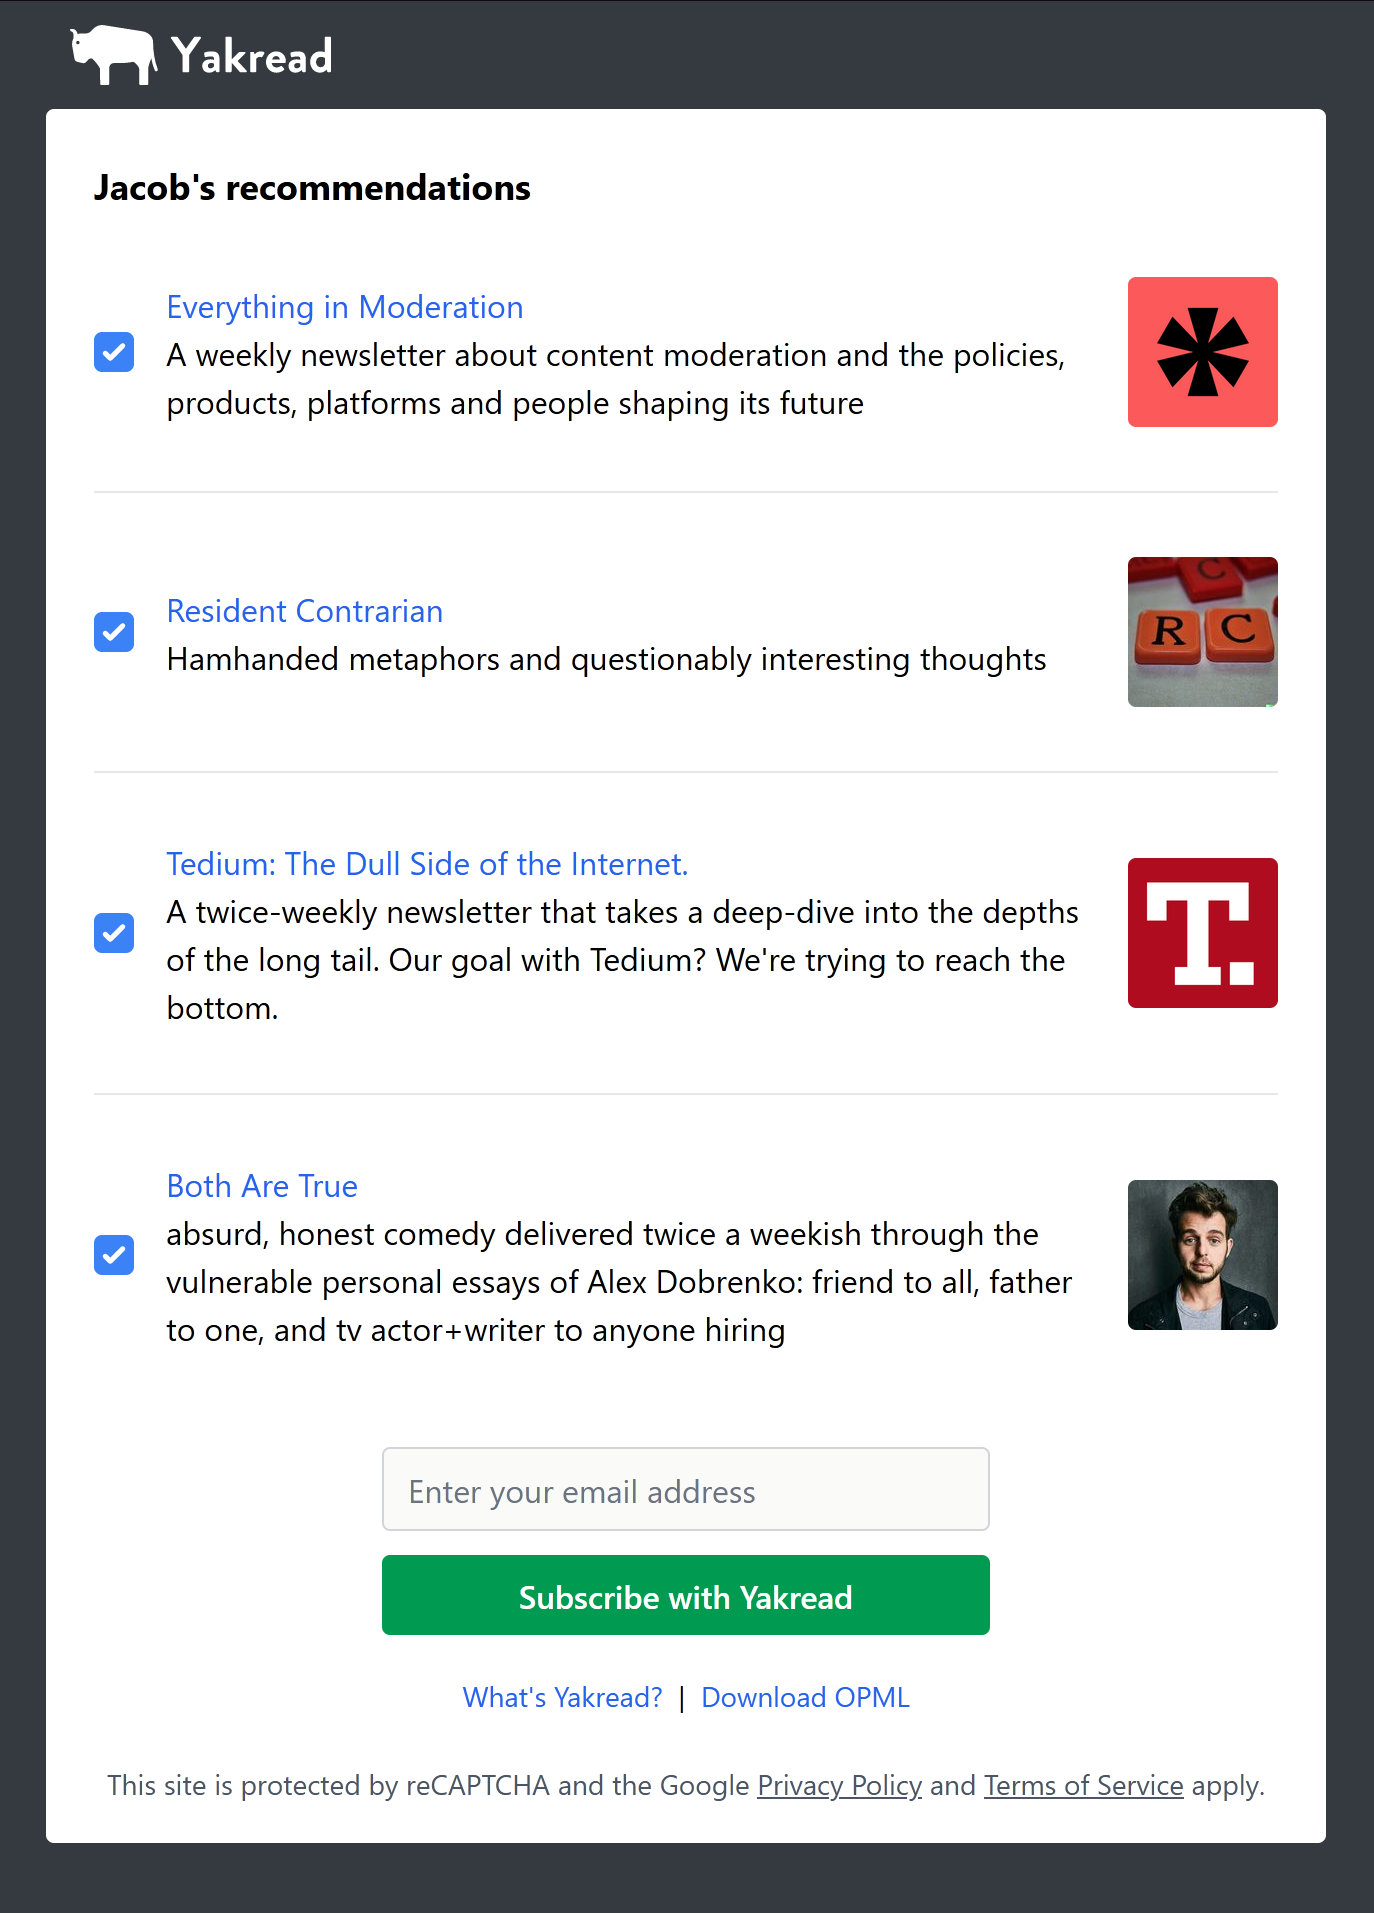 Yakread
Jacob's recommendations
Everything in Moderation
A weekly newsletter about content moderation and the policies,
products, platforms and people shaping its future
Resident Contrarian
Hamhanded metaphors and questionably interesting thoughts
C
R C
Tedium: The Dull Side of the Internet.
A twice-weekly newsletter that takes a deep-dive into the depths
of the long tail. Our goal with Tedium? We're trying to reach the
bottom.
T.
Both Are True
absurd, honest comedy delivered twice a weekish through the
vulnerable personal essays of Alex Dobrenko: friend to all, father
to one, and tv actor+writer to anyone hiring
Enter your email address
Subscribe with Yakread
What's Yakread? | Download OPML
This site is protected by reCAPTCHA and the Google Privacy Policy and Terms of Service apply.